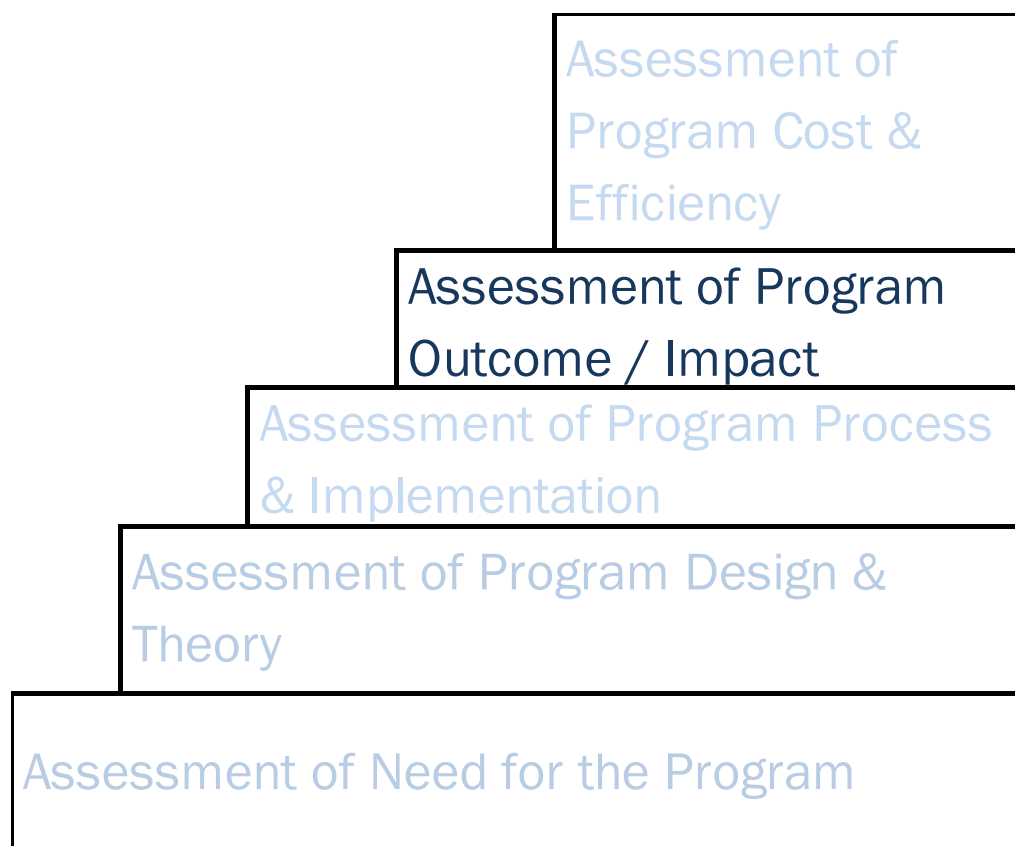 Assessment of
Program Cost &
Efficiency
Assessment of Program
Outcome / Impact
Assessment of Program Process
& Implementation
Assessment of Program Design &
Theory
Assessment of Need for the Program